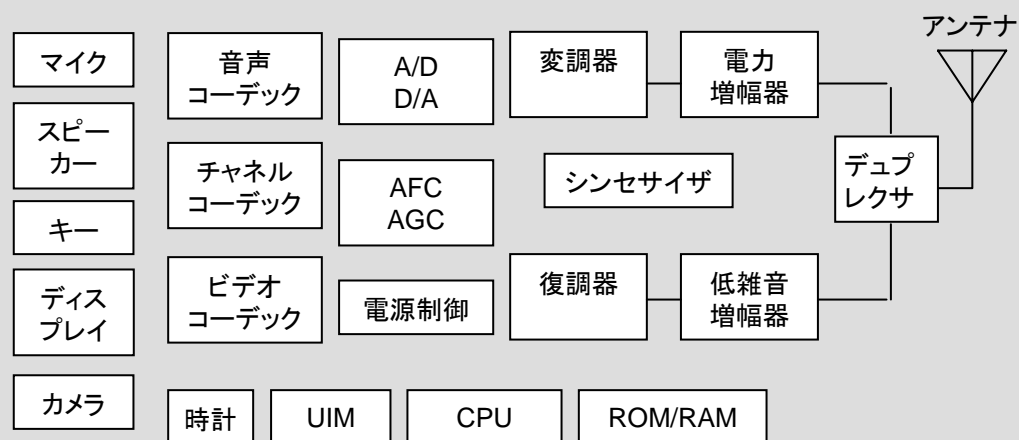 アンテナ
マイク
スピー
カー
キー
ディス
プレイ
カメラ
音声
コーデック
チャネル
コーデック
ビデオ
コーデック
A/D
D/A
AFC
AGC
電源制御
変調器
シンセサイザ
復調器
電力
増幅器
低雑音
増幅器
デュプ
レクサ
時計
UIM
CPU
ROM/RAM